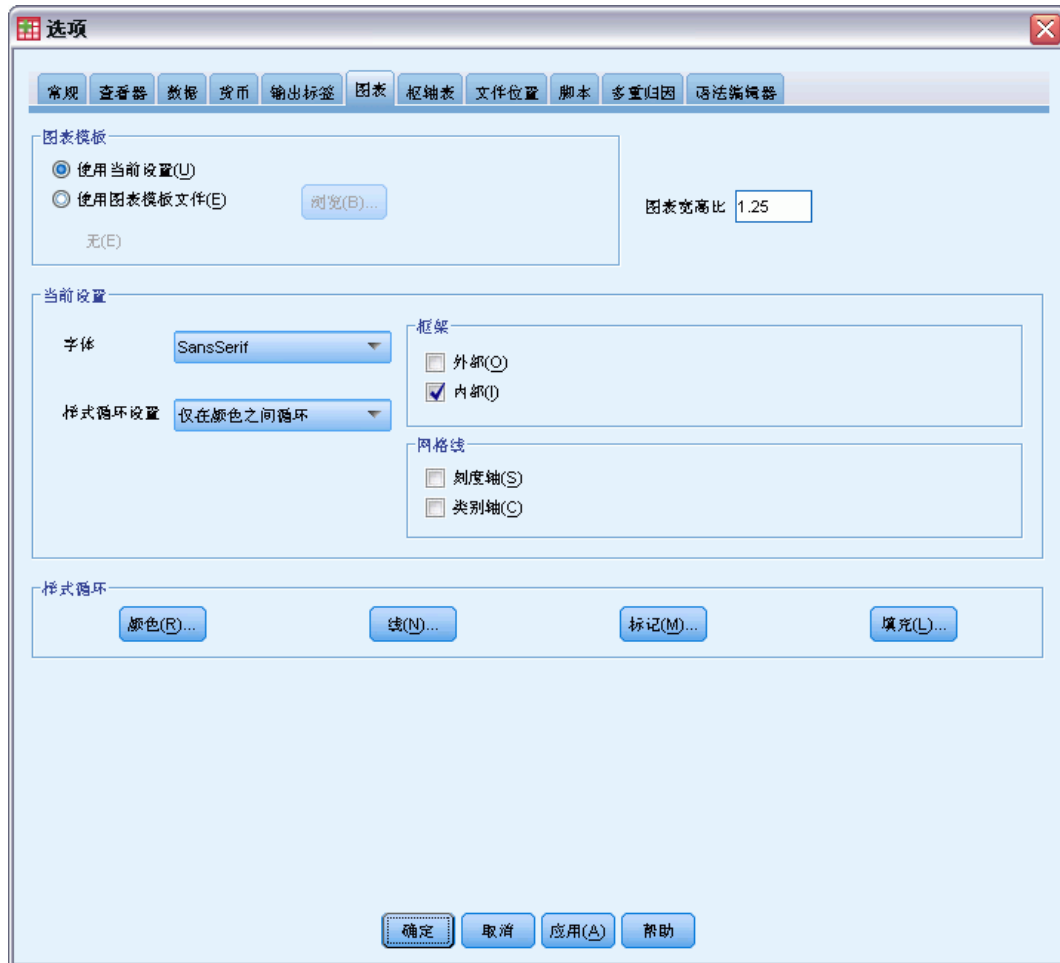 选项
常规 查看器 数据 货币 输出标签 图表 枢轴表 文件位置 脚本 多重归因 语法编辑器
图表模板
使用当前设置(U)
使用图表模板文件(E) 浏览(B)...
无(E)
图表宽高比 1.25
当前设置
字体 SansSerif
样式循环设置 仅在颜色之间循环
框架
外部(O)
内部(I)
网格线
刻度轴(S)
类别轴(C)
样式循环
颜色(R)... 线(N)... 标记(M)... 填充(L)...
确定 取消 应用(A) 帮助